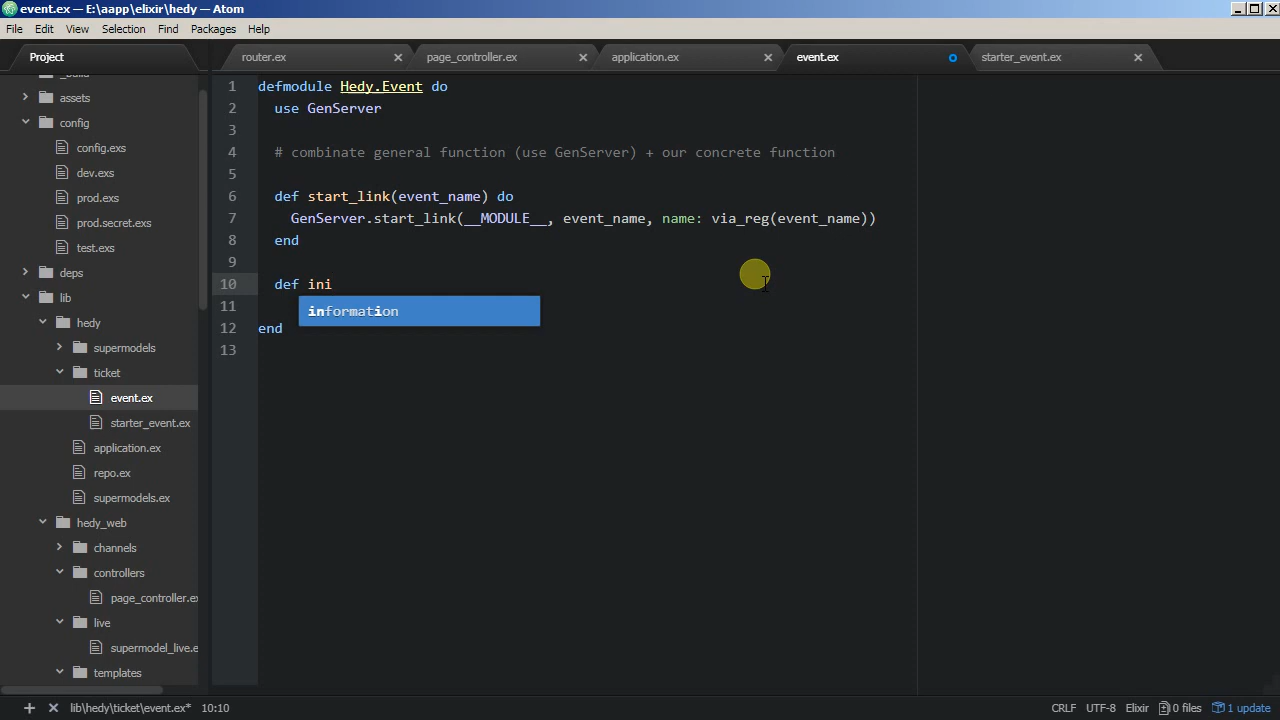 event.ex — E:\aapp\elixir\hedy — Atom
File Edit View Selection Find Packages Help
Project
router.ex
page_controller.ex
application.ex
event.ex
starter_event.ex
_build
assets
config
config.exs
dev.exs
prod.exs
prod.secret.exs
test.exs
deps
lib
hedy
supermodels
ticket
event.ex
starter_event.ex
application.ex
repo.ex
supermodels.ex
hedy_web
channels
controllers
page_controller.ex
live
supermodel_live.e
templates
1 defmodule Hedy.Event do
2 use GenServer
3
4 # combinate general function (use GenServer) + our concrete function
5
6 def start_link(event_name) do
7 GenServer.start_link(__MODULE__, event_name, name: via_reg(event_name))
8 end
9
10 def ini
11 information
12 end
13
lib\hedy\ticket\event.ex* 10:10
CRLF UTF-8 Elixir 0 files 1 update